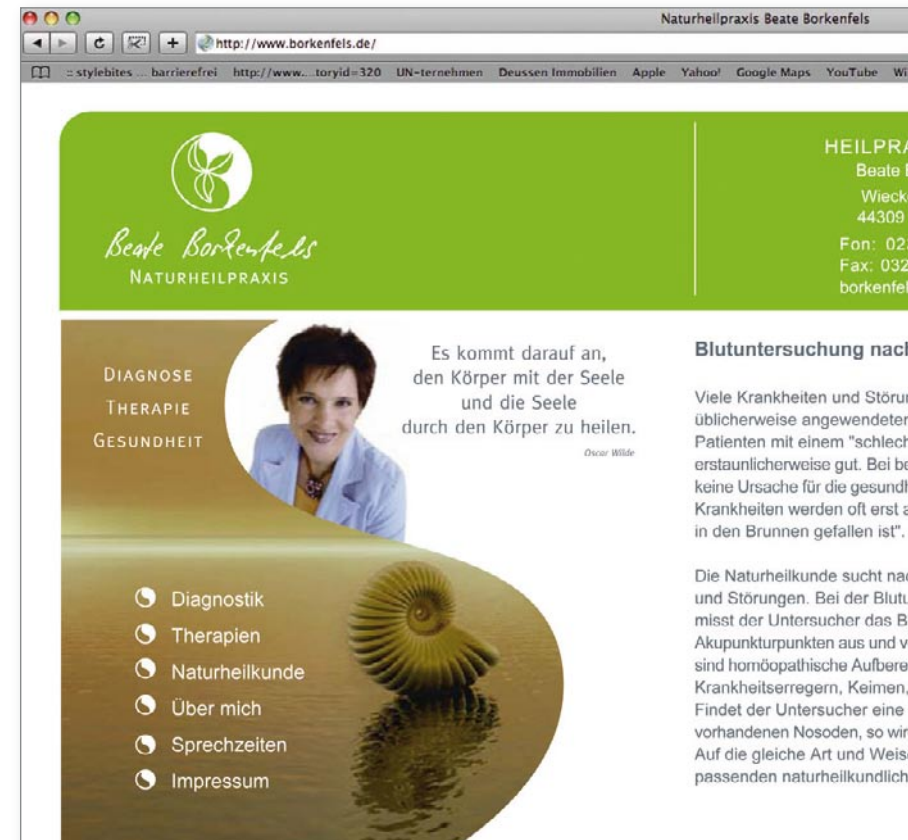 Naturheilpraxis Beate Borkenfels
http://www.borkenfels.de/
:: stylebites ... barrierefrei http://www....toryid=320 UN-ternehmen Deussen Immobilien Apple Yahoo! Google Maps YouTube Wi
Beate Borkenfels
NATURHEILPRAXIS
HEILPRA
Beate
Wieck
44309
Fon: 02
Fax: 032
borkenfel
DIAGNOSE
THERAPIE
GESUNDHEIT
Es kommt darauf an,
den Körper mit der Seele
und die Seele
durch den Körper zu heilen.
Oscar Wilde
Diagnostik
Therapien
Naturheilkunde
Über mich
Sprechzeiten
Impressum
Blutuntersuchung nach
Viele Krankheiten und Störun
üblicherweise angewendeter
Patienten mit einem "schlech
erstaunlicherweise gut. Bei be
keine Ursache für die gesundh
Krankheiten werden oft erst a
in den Brunnen gefallen ist".
Die Naturheilkunde sucht nac
und Störungen. Bei der Blutu
misst der Untersucher das B
Akupunkturpunkten aus und v
sind homöopathische Aufbere
Krankheitserregern, Keimen,
Findet der Untersucher eine
vorhandenen Nosoden, so wir
Auf die gleiche Art und Weise
passenden naturheilkundlich